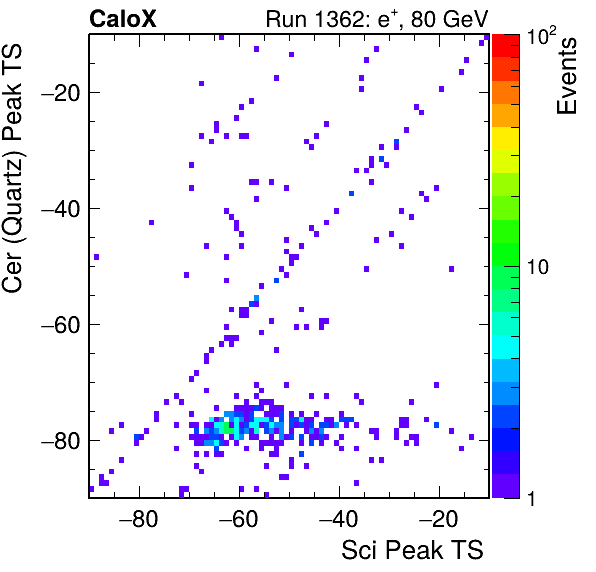 CaloX
Run 1362: e⁺, 80 GeV
Cer (Quartz) Peak TS
−20
−40
−60
−80
−80
−60
−40
−20
Sci Peak TS
10²
10
1
Events